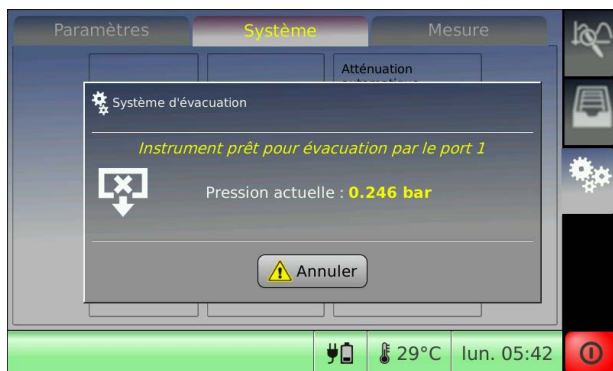 Paramètres
Système
Mesure
Atténuation
Système d'évacuation
Instrument prêt pour évacuation par le port 1
Pression actuelle : 0.246 bar
Annuler
29°C
lun. 05:42